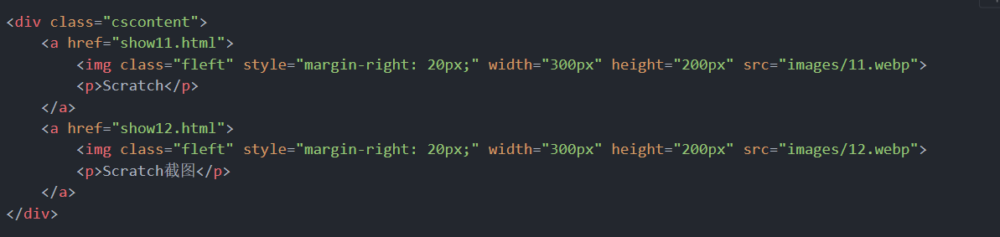 <div class="cscontent">
    <a href="show11.html">
        <img class="fleft" style="margin-right: 20px;" width="300px" height="200px" src="images/11.webp">
        <p>Scratch</p>
    </a>
    <a href="show12.html">
        <img class="fleft" style="margin-right: 20px;" width="300px" height="200px" src="images/12.webp">
        <p>Scratch截图</p>
    </a>
</div>